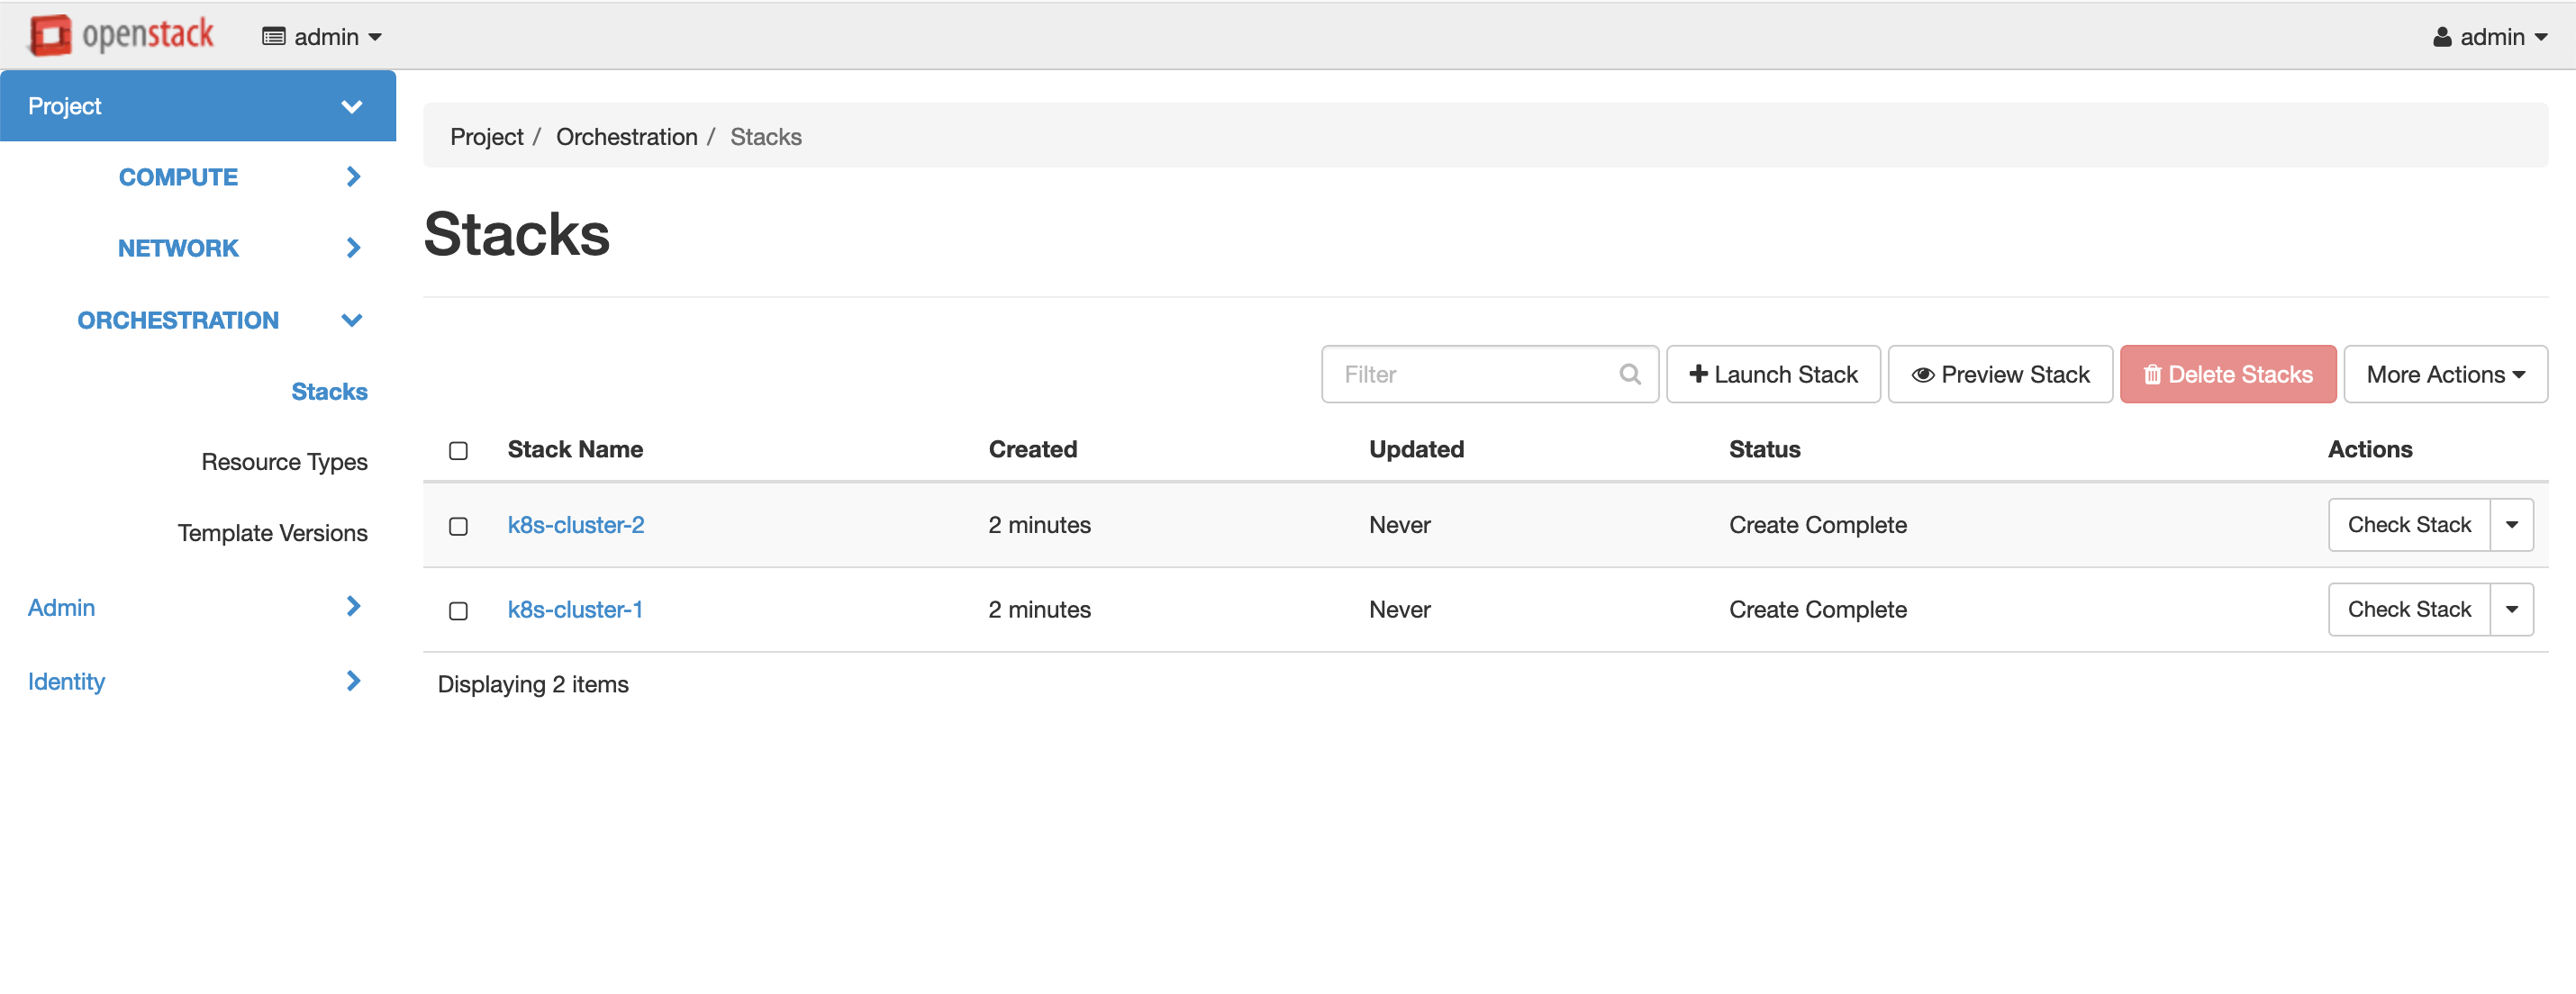 openstack admin admin
Project
Project / Orchestration / Stacks
COMPUTE
NETWORK
ORCHESTRATION
Stacks
Resource Types
Template Versions
Admin
Identity
Stacks
Filter Launch Stack Preview Stack Delete Stacks More Actions
Stack Name Created Updated Status Actions
k8s-cluster-2 2 minutes Never Create Complete Check Stack
k8s-cluster-1 2 minutes Never Create Complete Check Stack
Displaying 2 items